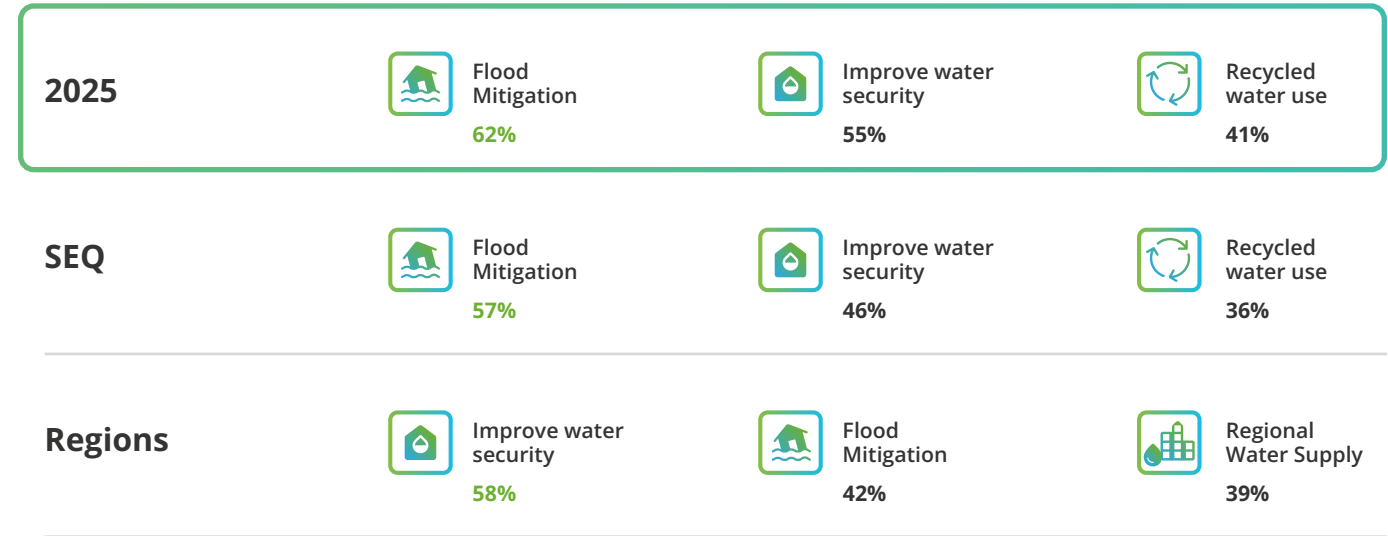 2025
Flood
Mitigation
62%
Improve water
security
55%
Recycled
water use
41%
SEQ
Flood
Mitigation
57%
Improve water
security
46%
Recycled
water use
36%
Regions
Improve water
security
58%
Flood
Mitigation
42%
Regional
Water Supply
39%